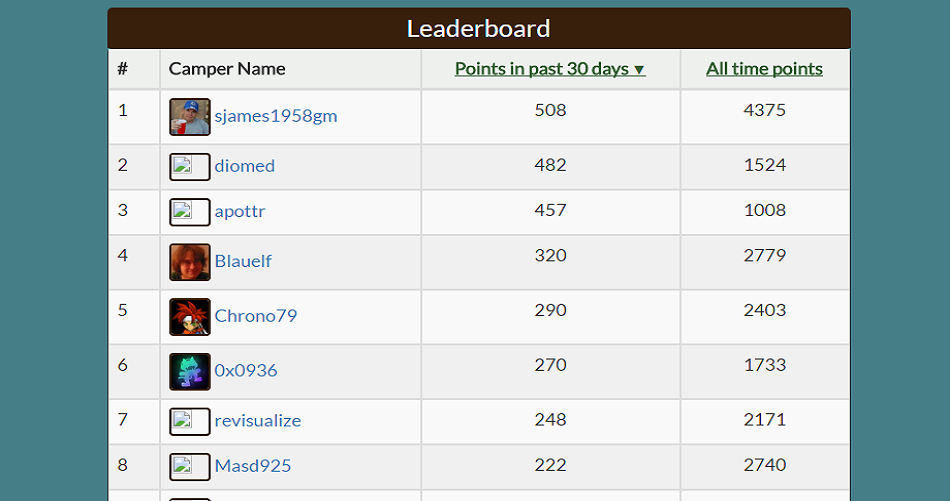 Leaderboard
# Camper Name Points in past 30 days ▼ All time points
1 sjames1958gm 508 4375
2 diomed 482 1524
3 apottr 457 1008
4 Blauelf 320 2779
5 Chrono79 290 2403
6 0x0936 270 1733
7 revisualize 248 2171
8 Masd925 222 2740